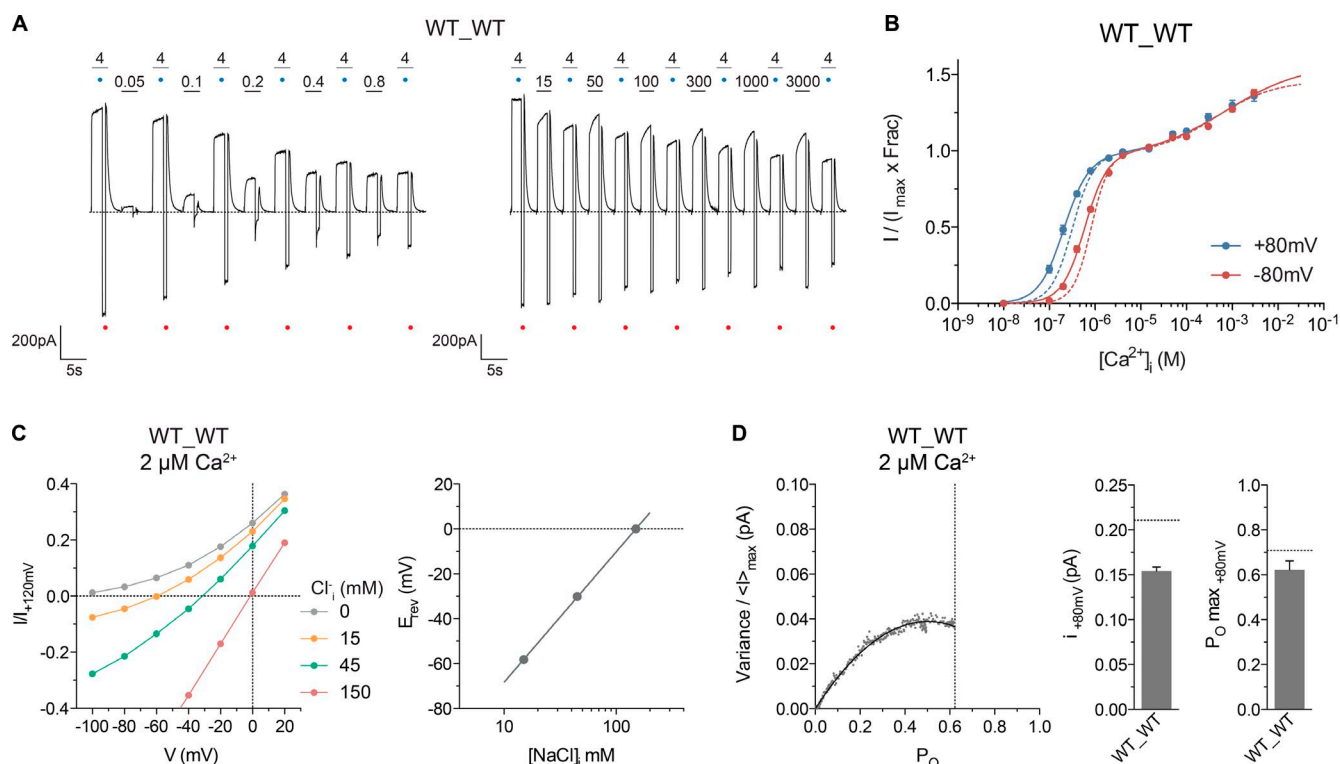 A
WT_WT
4 4 4 4 4 4 4 4 4 4 4 4 4
0.05 0.1 0.2 0.4 0.8 15 50 100 300 1000 3000
200pA
5s
200pA
5s
B
WT_WT
I / (Imax x Frac)
1.5
1.0
0.5
0.0
+80mV
-80mV
10-9 10-8 10-7 10-6 10-5 10-4 10-3 10-2 10-1
[Ca2+]i (M)
C
WT_WT
2 µM Ca2+
I/I+120mV
0.4
0.2
0.0
-0.2
-0.4
Cl-i (mM)
0
15
45
150
-100 -80 -60 -40 -20 0 20
V (mV)
Erev (mV)
20
0
-20
-40
-60
-80
10 100
[NaCl]i mM
D
WT_WT
2 µM Ca2+
Variance / <I>max (pA)
0.10
0.08
0.06
0.04
0.02
0.00
0.0 0.2 0.4 0.6 0.8 1.0
PO
i +80mV (pA)
0.25
0.20
0.15
0.10
0.05
0.00
WT_WT
PO max +80mV
1.0
0.8
0.6
0.4
0.2
0.0
WT_WT